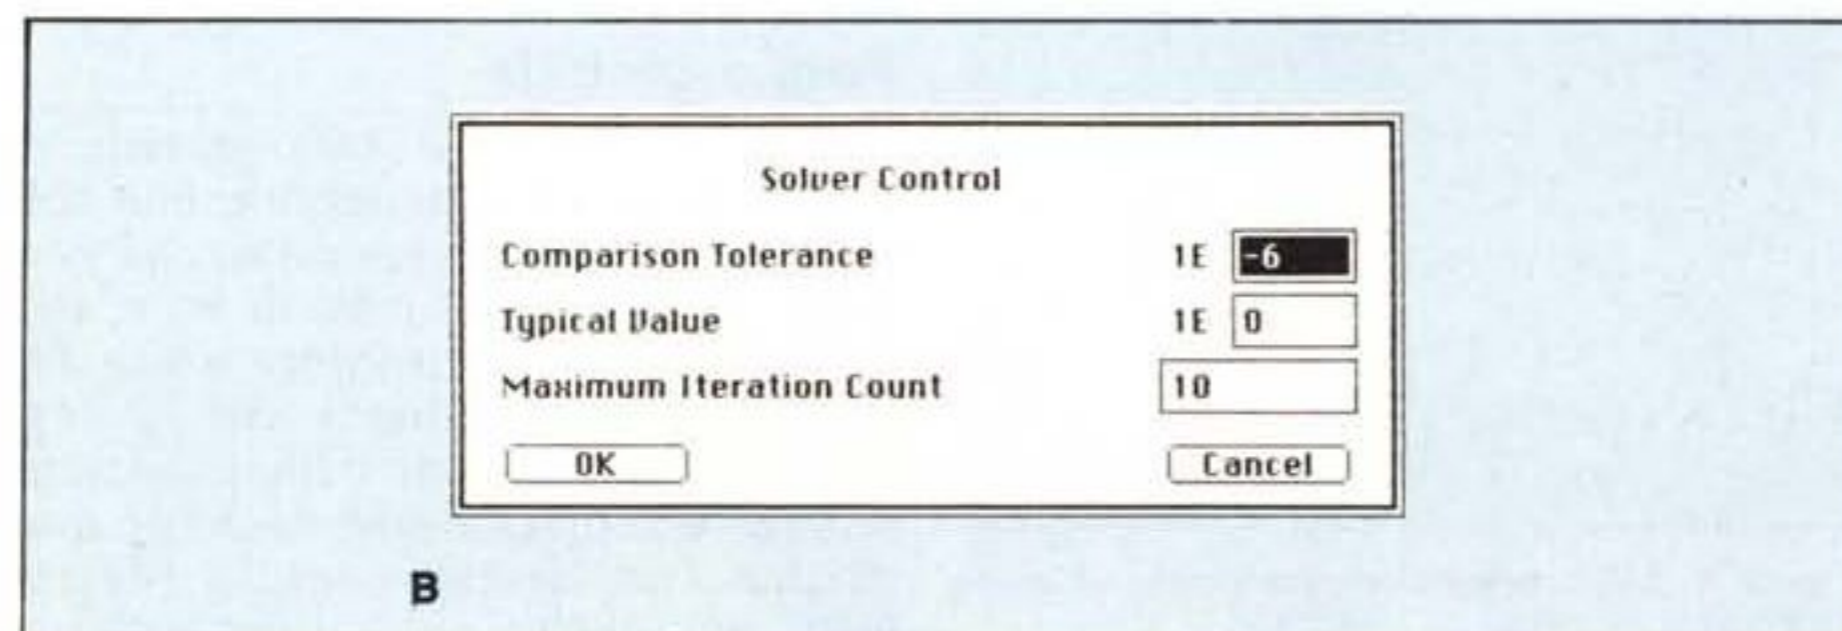 Solver Control
Comparison Tolerance 1E -6
Typical Value 1E 0
Maximum Iteration Count 10
OK Cancel
B